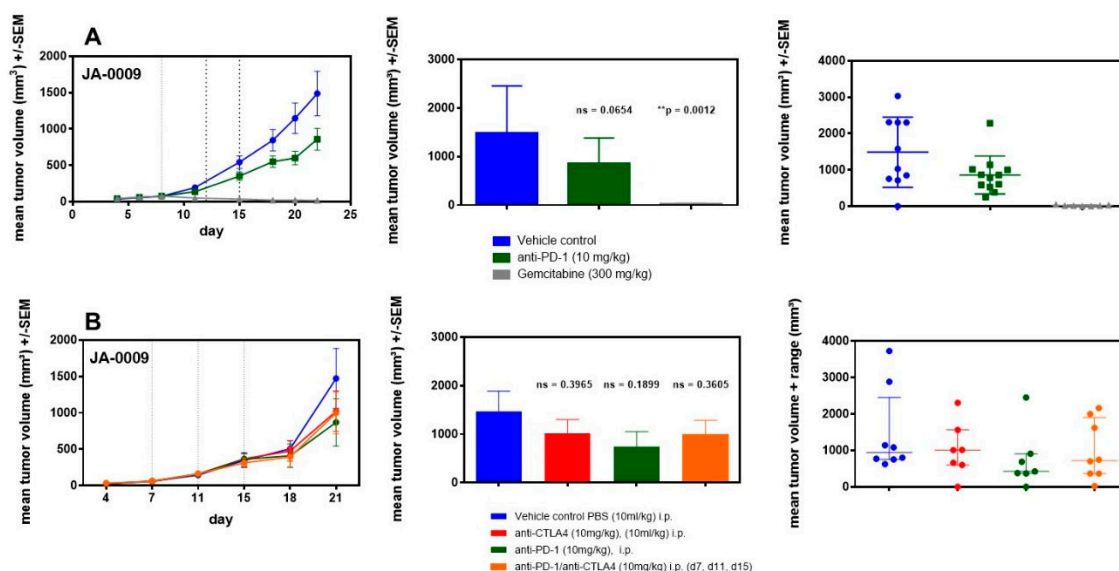 A
JA-0009
mean tumor volume (mm³) +/-SEM
2000
1500
1000
500
0
0 5 10 15 20 25
day
mean tumor volume (mm³) +/-SEM
3000
2000
1000
0
ns = 0.0654
**p = 0.0012
Vehicle control
anti-PD-1 (10 mg/kg)
Gemcitabine (300 mg/kg)
mean tumor volume (mm³) +/-SEM
4000
3000
2000
1000
0
B
JA-0009
mean tumor volume (mm³) +/-SEM
2000
1500
1000
500
0
4 7 11 15 18 21
day
mean tumor volume (mm³) +/-SEM
3000
2000
1000
0
ns = 0.3965
ns = 0.1899
ns = 0.3605
Vehicle control PBS (10ml/kg) i.p.
anti-CTLA4 (10mg/kg), (10ml/kg) i.p.
anti-PD-1 (10mg/kg), i.p.
anti-PD-1/anti-CTLA4 (10mg/kg) i.p. (d7, d11, d15)
mean tumor volume + range (mm³)
4000
3000
2000
1000
0